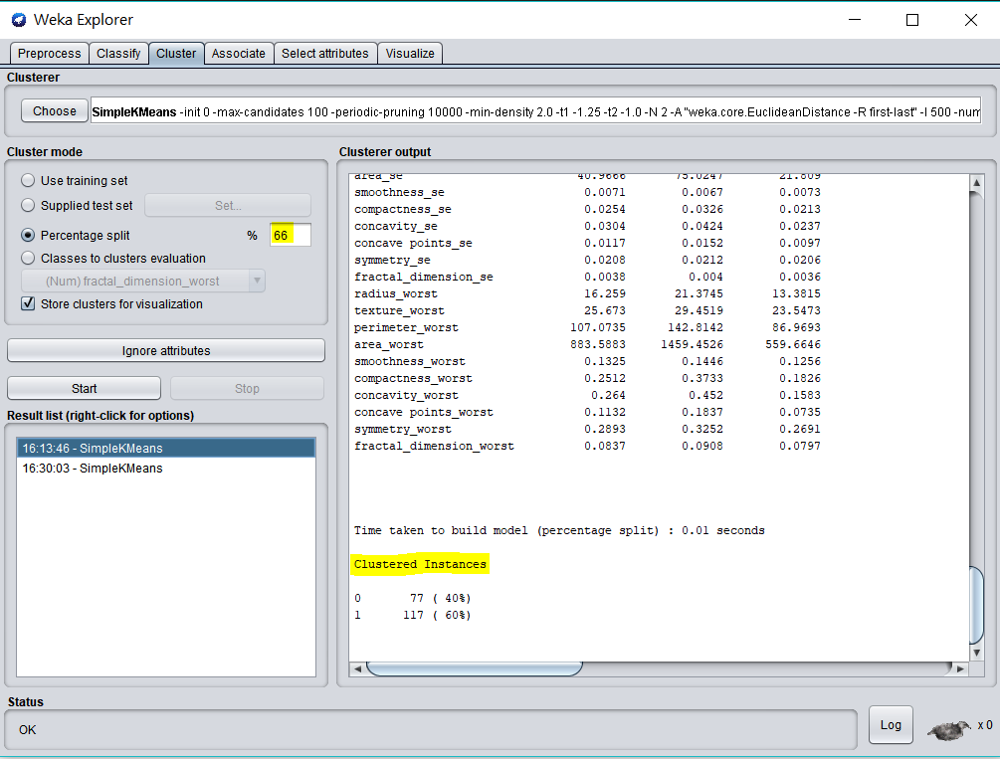 Weka Explorer
Preprocess Classify Cluster Associate Select attributes Visualize
Clusterer
Choose SimpleKMeans -init 0 -max-candidates 100 -periodic-pruning 10000 -min-density 2.0 -t1 -1.25 -t2 -1.0 -N 2 -A "weka.core.EuclideanDistance -R first-last" -I 500 -num
Cluster mode
Use training set
Supplied test set Set...
Percentage split % 66
Classes to clusters evaluation
(Num) fractal_dimension_worst
Store clusters for visualization
Ignore attributes
Start Stop
Result list (right-click for options)
16:13:46 - SimpleKMeans
16:30:03 - SimpleKMeans
Clusterer output
area_se 40.9666 75.0247 21.809
smoothness_se 0.0071 0.0067 0.0073
compactness_se 0.0254 0.0326 0.0213
concavity_se 0.0304 0.0424 0.0237
concave points_se 0.0117 0.0152 0.0097
symmetry_se 0.0208 0.0212 0.0206
fractal_dimension_se 0.0038 0.004 0.0036
radius_worst 16.259 21.3745 13.3815
texture_worst 25.673 29.4519 23.5473
perimeter_worst 107.0735 142.8142 86.9693
area_worst 883.5883 1459.4526 559.6646
smoothness_worst 0.1325 0.1446 0.1256
compactness_worst 0.2512 0.3733 0.1826
concavity_worst 0.264 0.452 0.1583
concave points_worst 0.1132 0.1837 0.0735
symmetry_worst 0.2893 0.3252 0.2691
fractal_dimension_worst 0.0837 0.0908 0.0797
Time taken to build model (percentage split) : 0.01 seconds
Clustered Instances
0 77 ( 40%)
1 117 ( 60%)
Status
OK
Log x 0